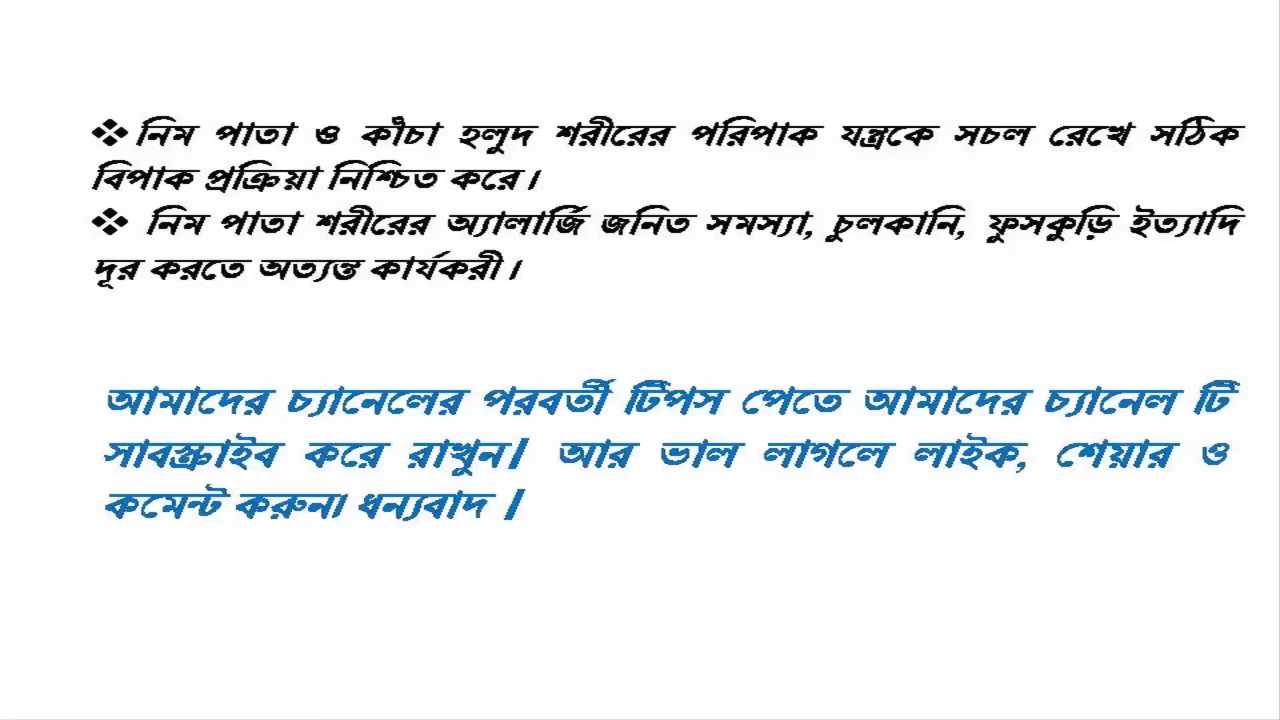 ❖ নিম পাতা ও কাঁচা হলুদ শরীরের পরিপাক যন্ত্রকে সচল রেখে সঠিক
বিপাক প্রক্রিয়া নিশ্চিত করে।
❖ নিম পাতা শরীরের অ্যালার্জি জনিত সমস্যা, চুলকানি, ফুসকুড়ি ইত্যাদি
দূর করতে অত্যন্ত কার্যকরী।
আমাদের চ্যানেলের পরবর্তী টিপস পেতে আমাদের চ্যানেল টি
সাবস্ক্রাইব করে রাখুন| আর ভাল লাগলে লাইক, শেয়ার ও
কমেন্ট করুন। ধন্যবাদ |